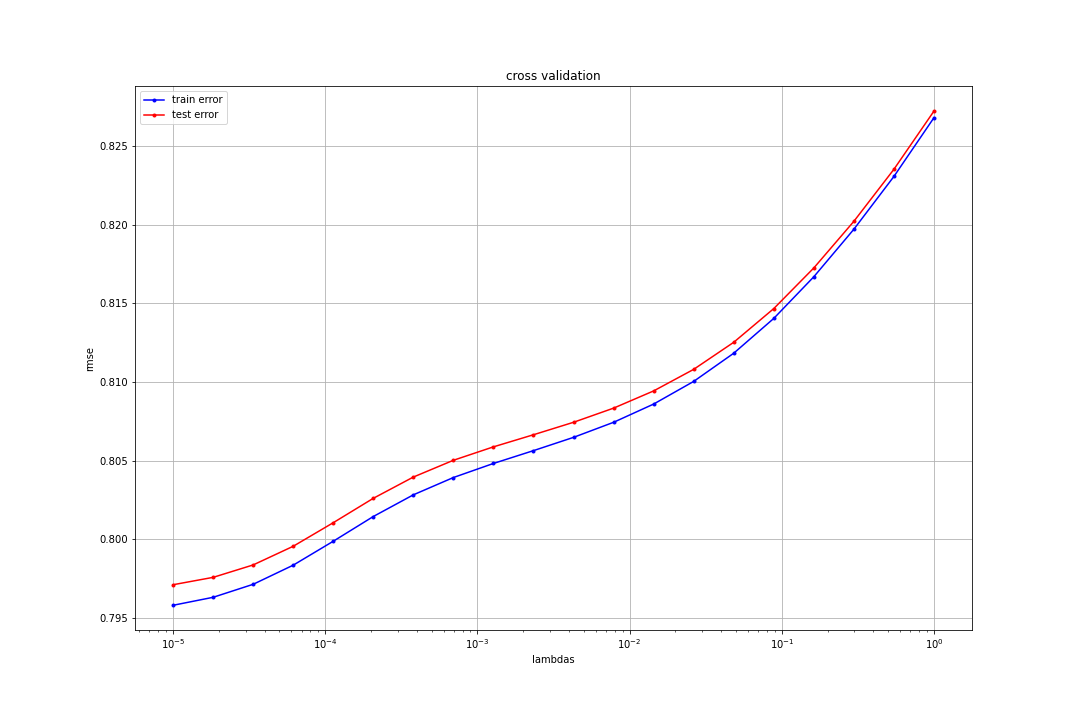 cross validation
train error
test error
0.825
0.820
0.815
0.810
0.805
0.800
0.795
rmse
10⁻⁵ 10⁻⁴ 10⁻³ 10⁻² 10⁻¹ 10⁰
lambdas